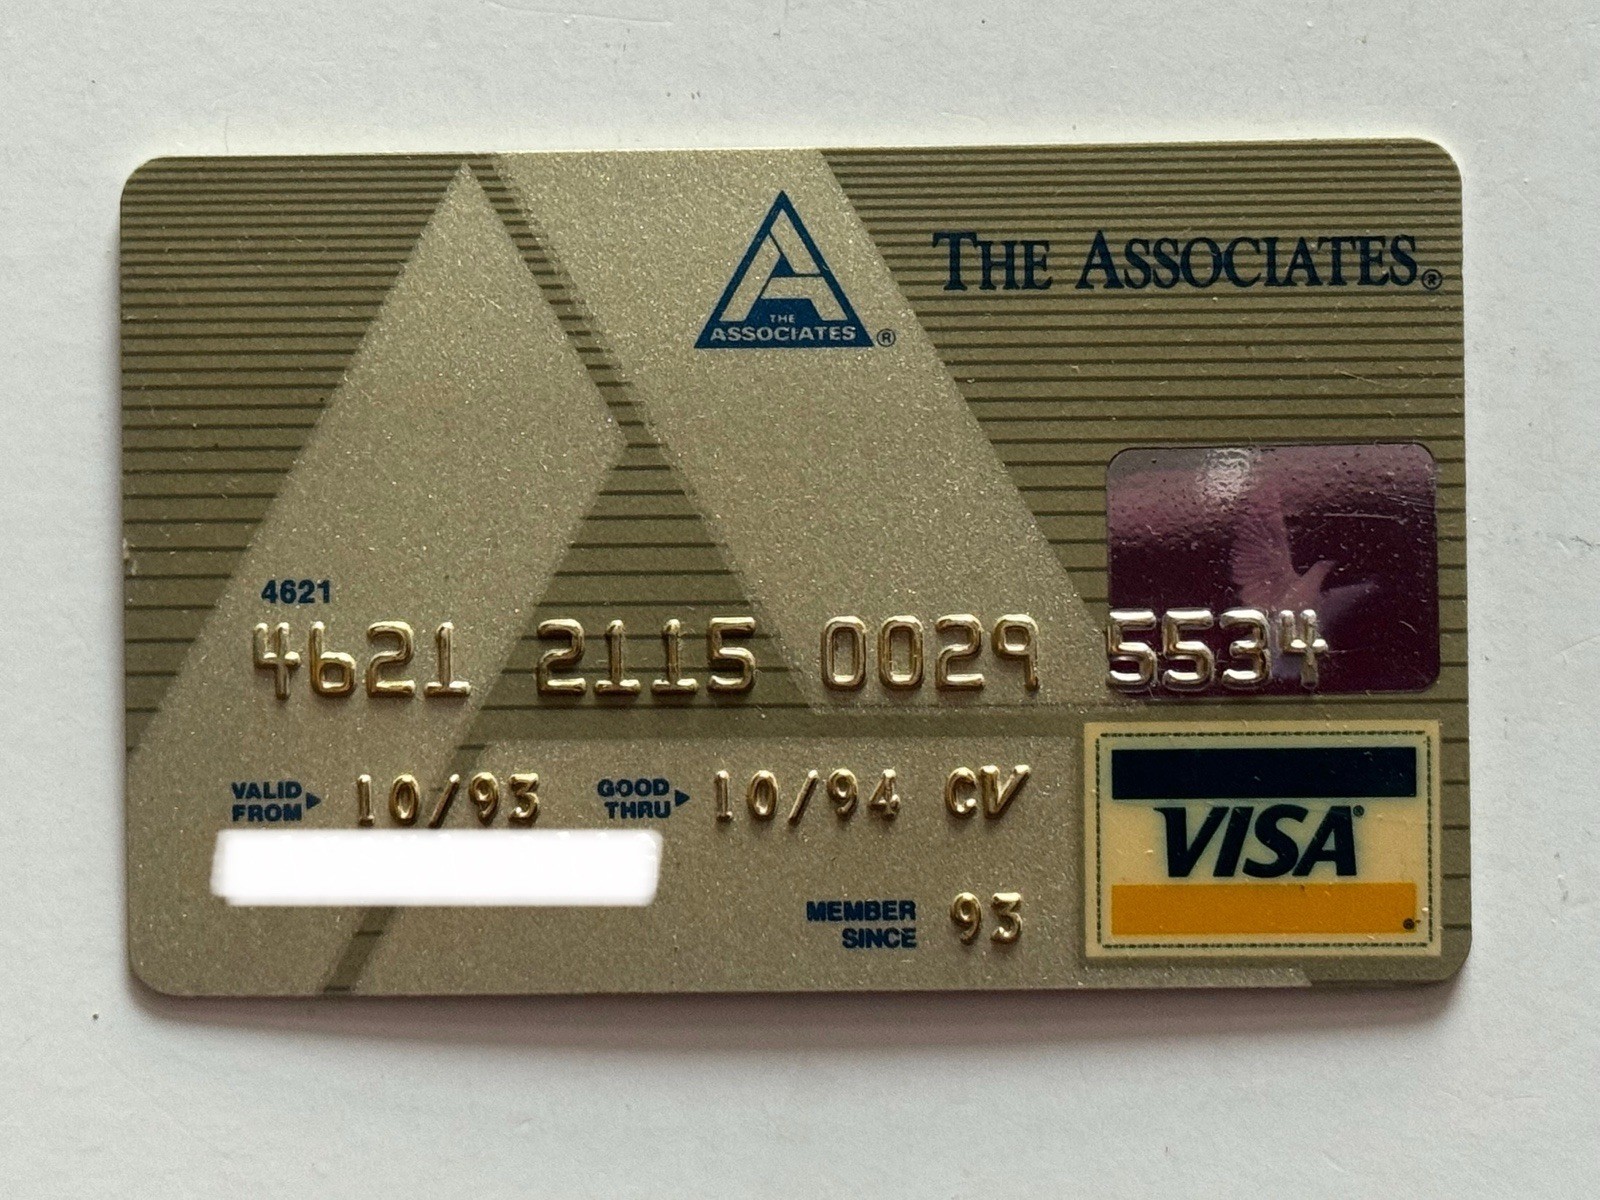 THE ASSOCIATES®
THE
ASSOCIATES ®
4621
4621 2115 0029 5534
VALID FROM 10/93 GOOD THRU 10/94 CV
MEMBER SINCE 93
VISA®